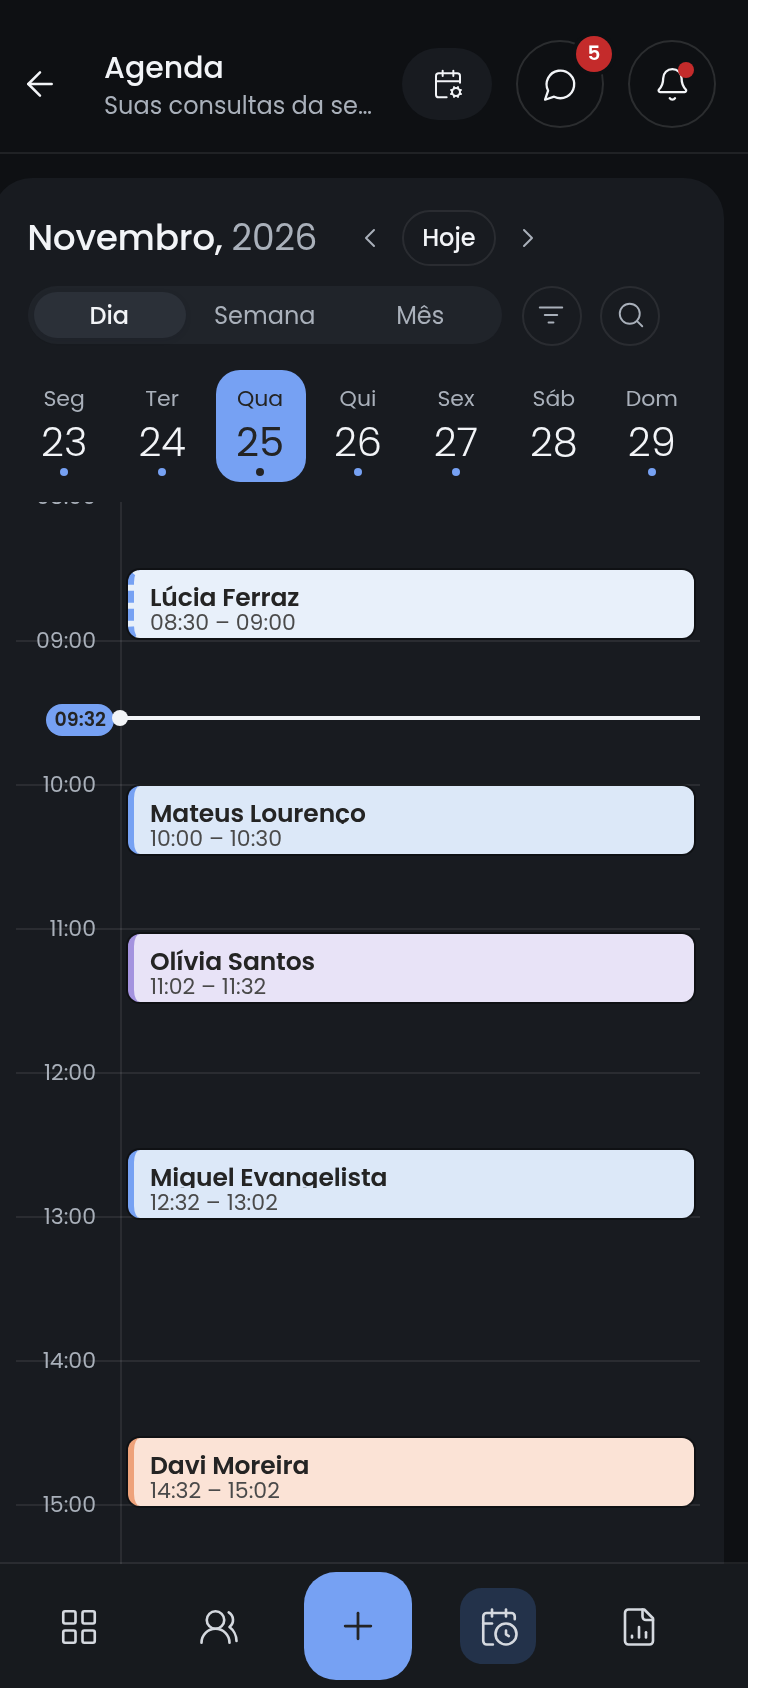 Agenda
Suas consultas da se...
5
Novembro, 2026
Hoje
Dia Semana Mês
Seg Ter Qua Qui Sex Sáb Dom
23 24 25 26 27 28 29
Lúcia Ferraz
08:30 – 09:00
09:00
09:32
10:00
Mateus Lourenço
10:00 – 10:30
11:00
Olívia Santos
11:02 – 11:32
12:00
Miguel Evangelista
12:32 – 13:02
13:00
14:00
Davi Moreira
14:32 – 15:02
15:00